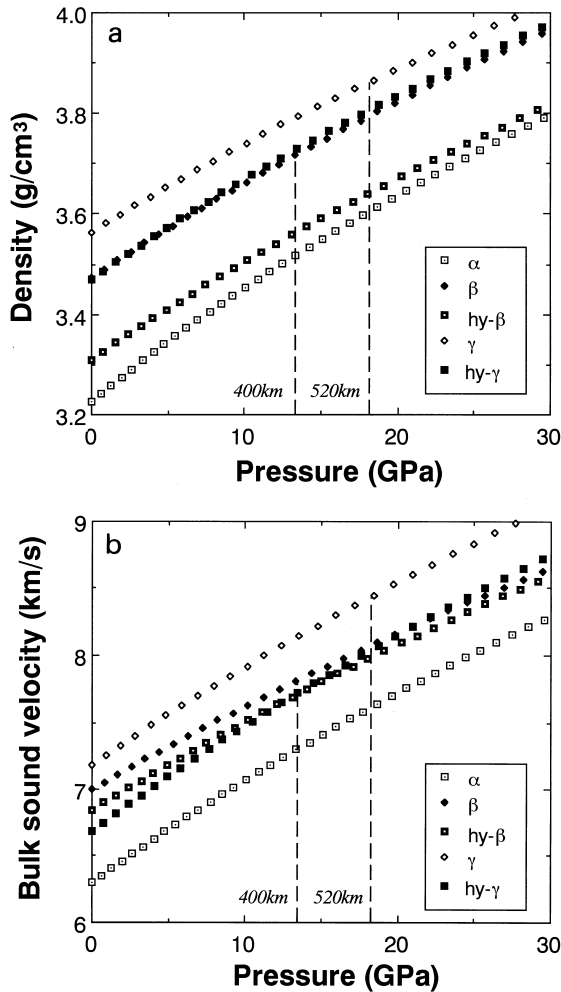 a
4.0
3.8
3.6
3.4
3.2
Density (g/cm³)
400km
520km
α
β
hy-β
γ
hy-γ
0
10
20
30
Pressure (GPa)
b
9
8
7
6
Bulk sound velocity (km/s)
400km
520km
α
β
hy-β
γ
hy-γ
0
10
20
30
Pressure (GPa)